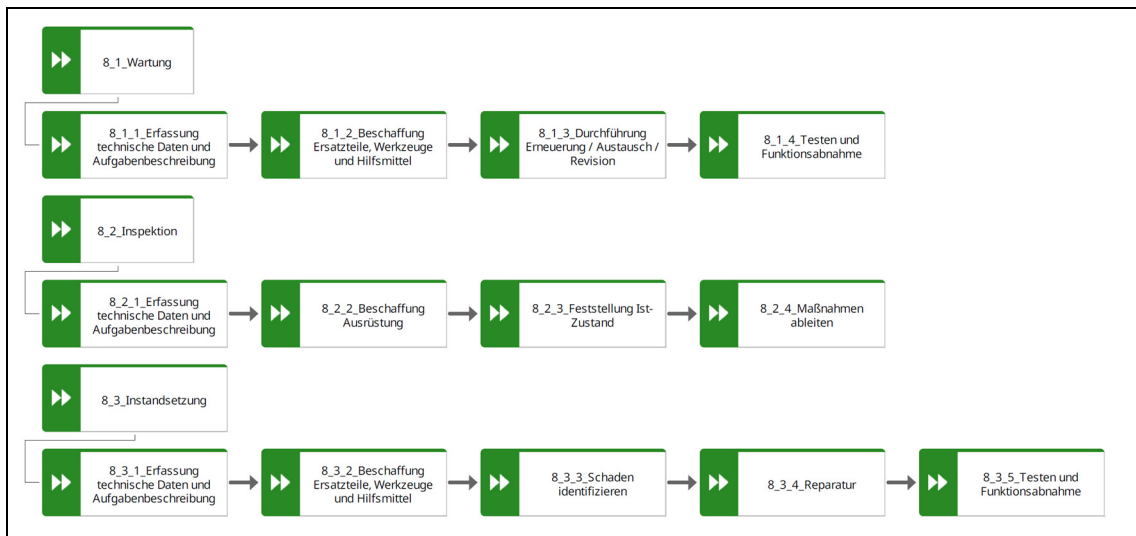 8_1_Wartung
8_1_1_Erfassung
technische Daten und
Aufgabenbeschreibung
8_1_2_Beschaffung
Ersatzteile, Werkzeuge
und Hilfsmittel
8_1_3_Durchführung
Erneuerung / Austausch /
Revision
8_1_4_Testen und
Funktionsabnahme
8_2_Inspektion
8_2_1_Erfassung
technische Daten und
Aufgabenbeschreibung
8_2_2_Beschaffung
Ausrüstung
8_2_3_Feststellung Ist-
Zustand
8_2_4_Maßnahmen
ableiten
8_3_Instandsetzung
8_3_1_Erfassung
technische Daten und
Aufgabenbeschreibung
8_3_2_Beschaffung
Ersatzteile, Werkzeuge
und Hilfsmittel
8_3_3_Schaden
identifizieren
8_3_4_Reparatur
8_3_5_Testen und
Funktionsabnahme